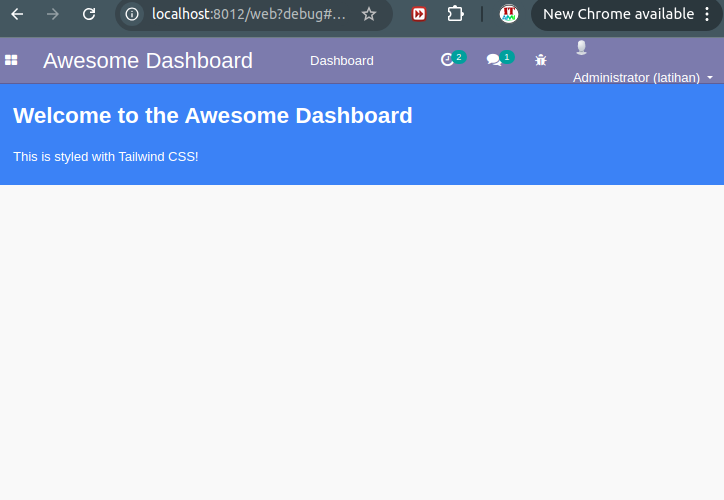 localhost:8012/web?debug#...
New Chrome available
Awesome Dashboard
Dashboard
2
1
Administrator (latihan)
Welcome to the Awesome Dashboard
This is styled with Tailwind CSS!